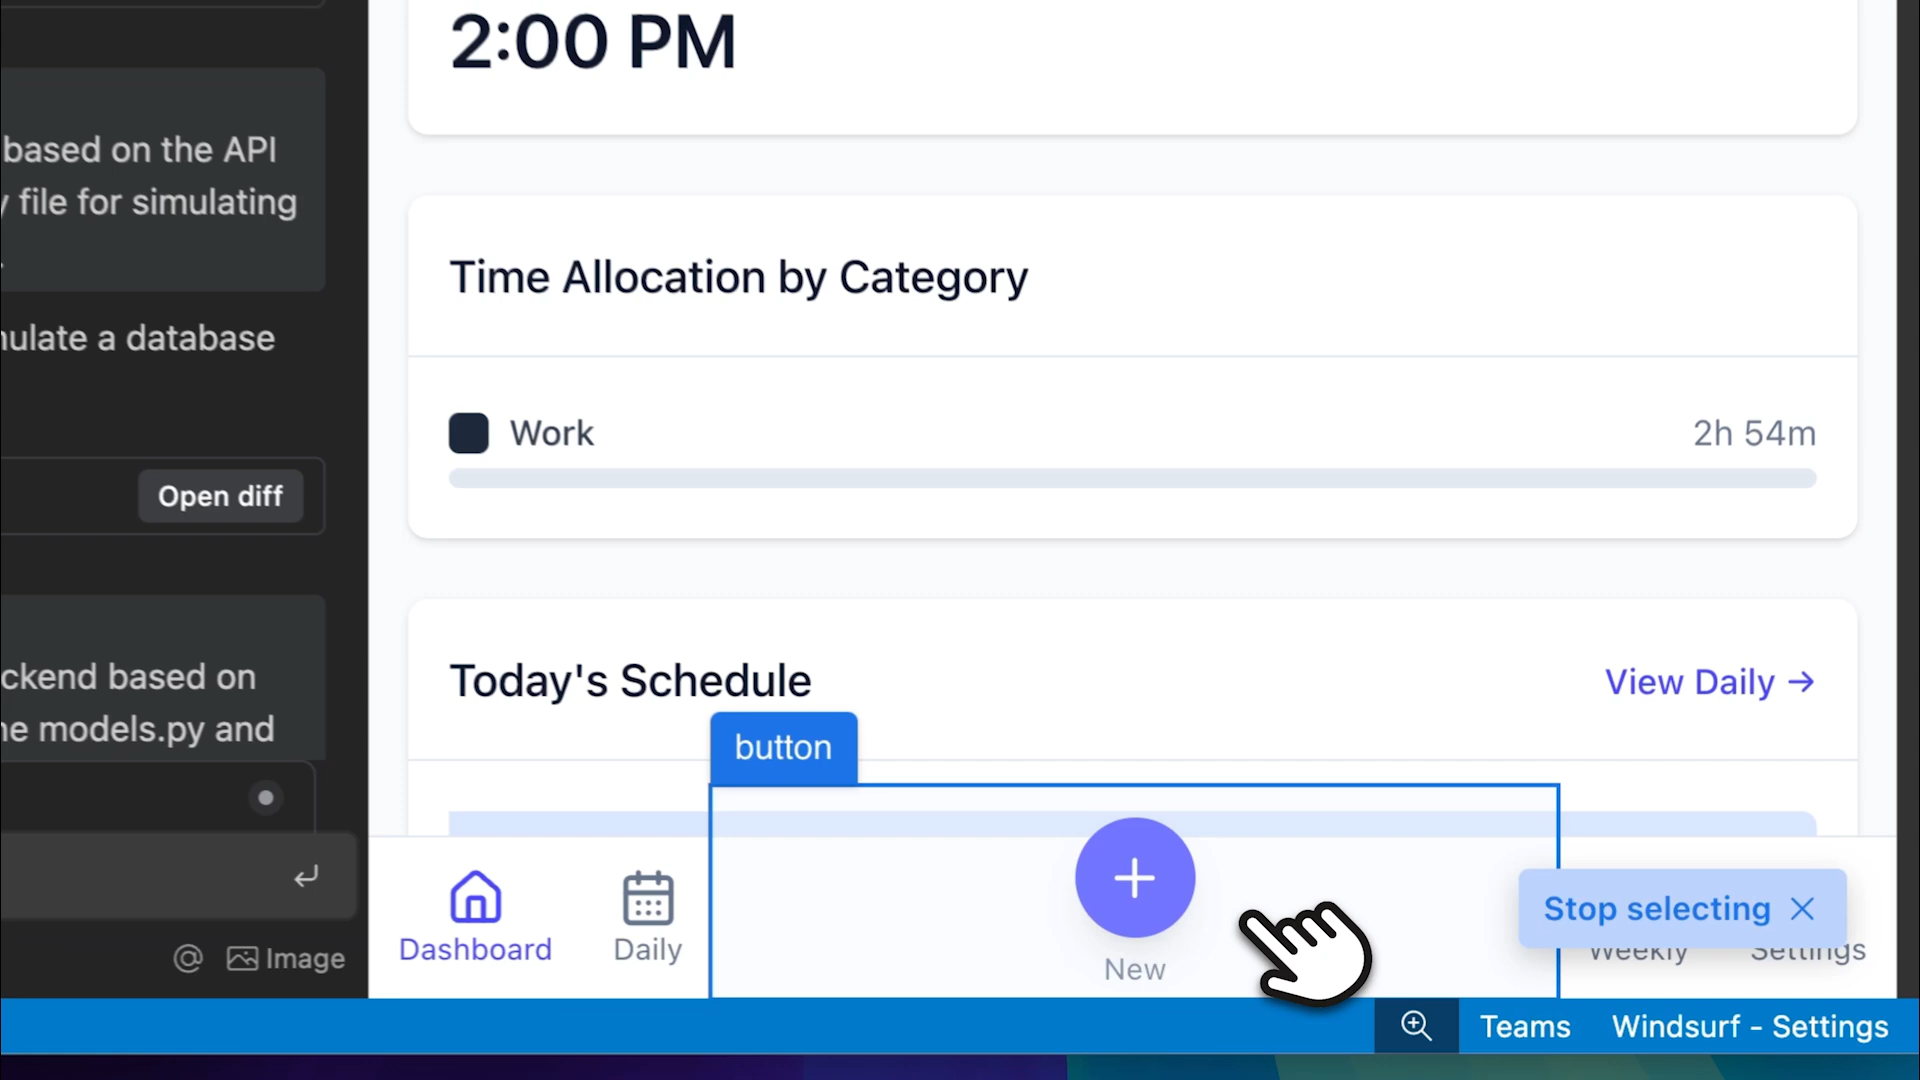 based on the API
file for simulating
a database
Open diff
based on
models.py and
@ Image
2:00 PM
Time Allocation by Category
Work
2h 54m
Today's Schedule
View Daily →
button
Dashboard
Daily
+
New
Stop selecting ×
Weekly
Settings
Teams
Windsurf - Settings